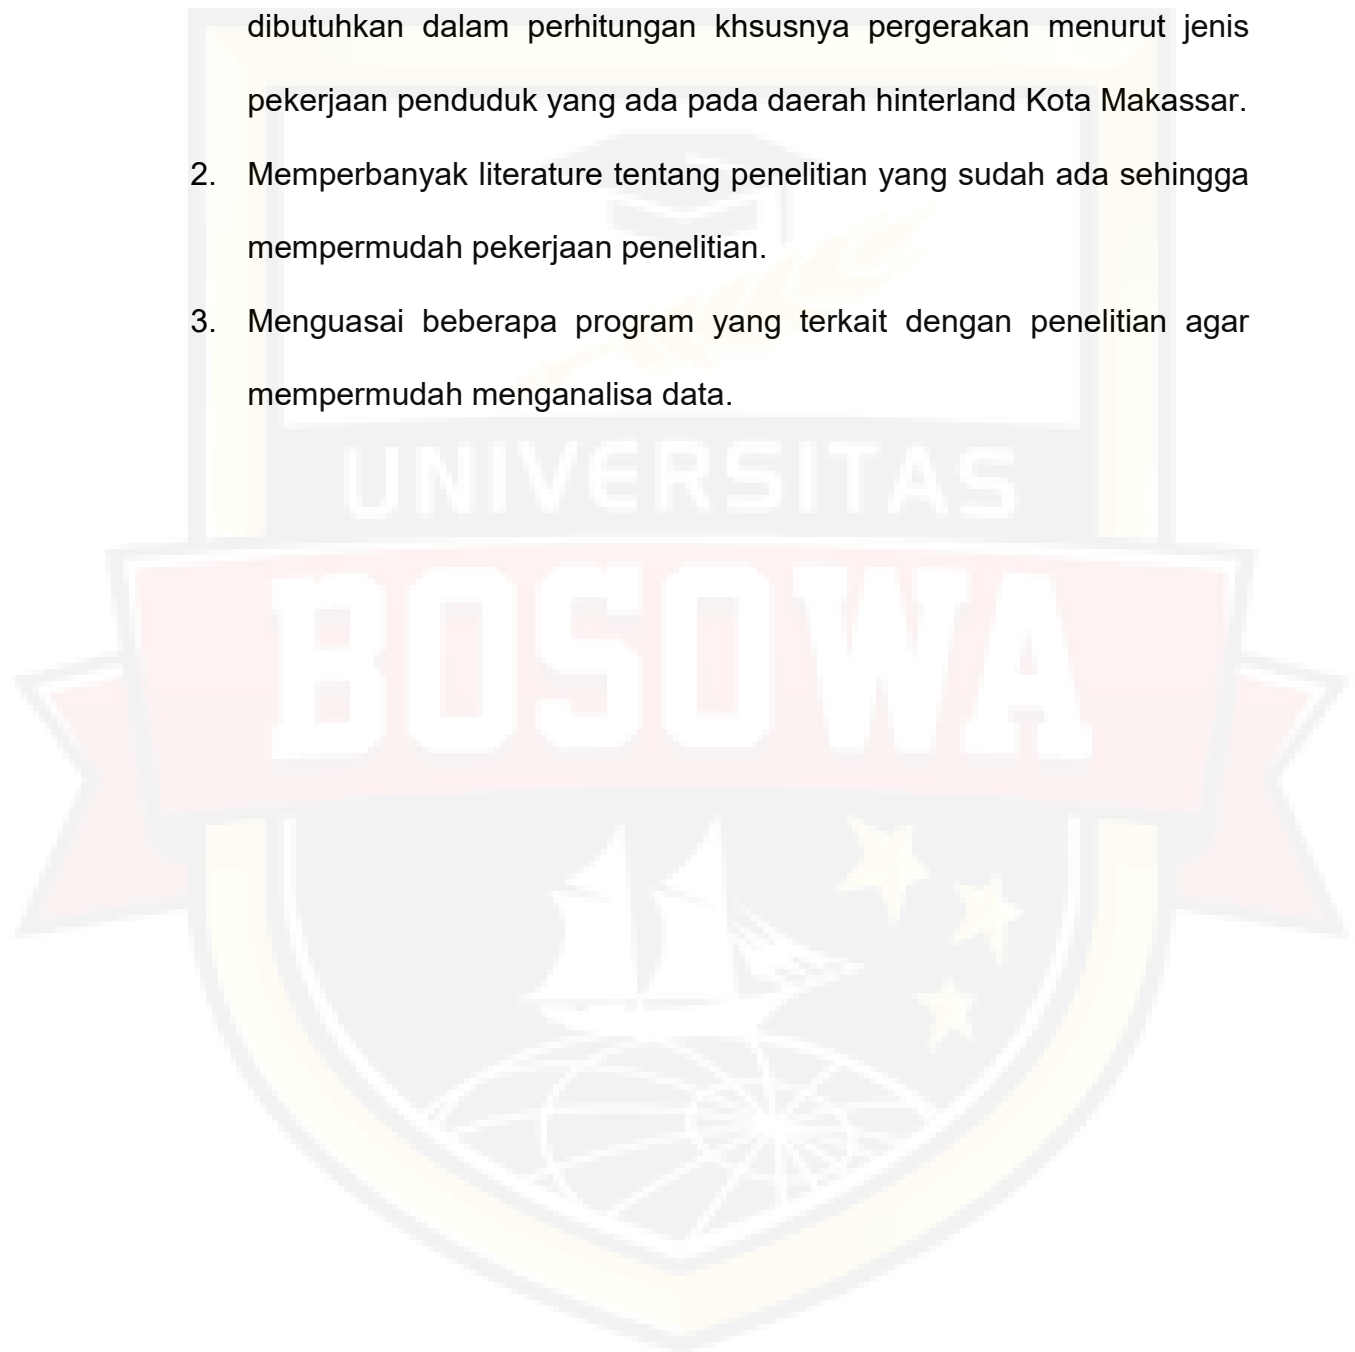 dibutuhkan dalam perhitungan khsusnya pergerakan menurut jenis
pekerjaan penduduk yang ada pada daerah hinterland Kota Makassar.
2. Memperbanyak literature tentang penelitian yang sudah ada sehingga
mempermudah pekerjaan penelitian.
3. Menguasai beberapa program yang terkait dengan penelitian agar
mempermudah menganalisa data.
UNIVERSITAS
BOSOWA